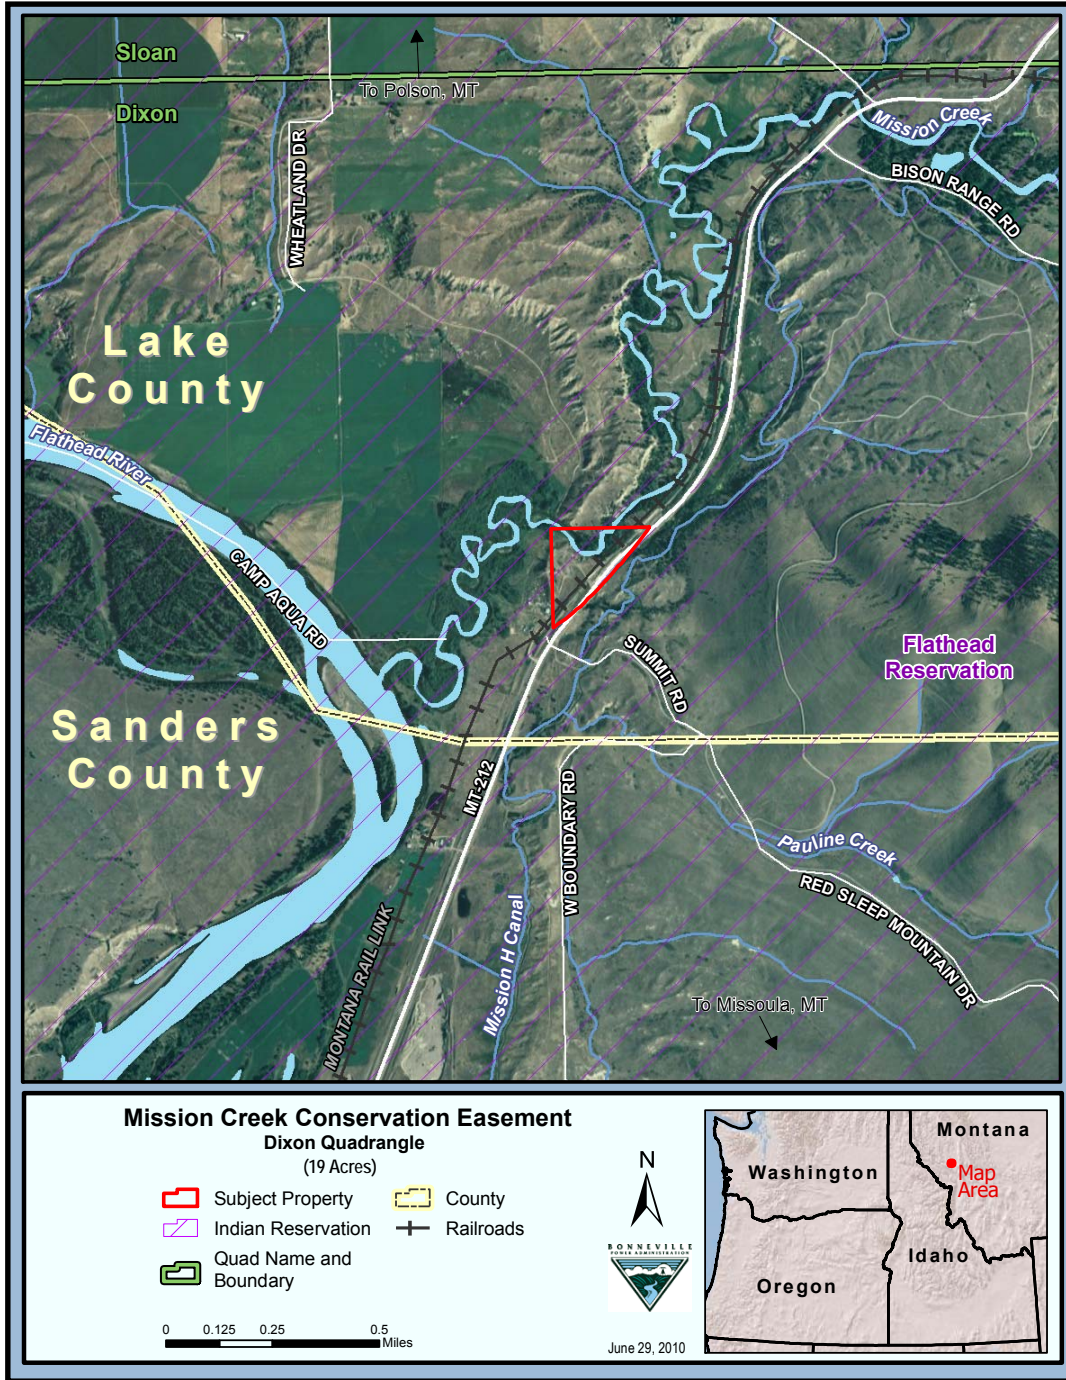 Sloan
Dixon
To Polson, MT
Mission Creek
BISON RANGE RD
WHEATLAND DR
Lake
County
Flathead River
CAMP AQUA RD
SUMMIT RD
Flathead
Reservation
Sanders
County
MT-212
W BOUNDARY RD
Pauline Creek
RED SLEEP MOUNTAIN DR
Mission H Canal
MONTANA RAIL LINK
To Missoula, MT
Mission Creek Conservation Easement
Dixon Quadrangle
(19 Acres)
Subject Property
County
Indian Reservation
Railroads
Quad Name and
Boundary
0 0.125 0.25 0.5
Miles
N
BONNEVILLE
POWER ADMINISTRATION
June 29, 2010
Washington
Montana
Map
Area
Idaho
Oregon